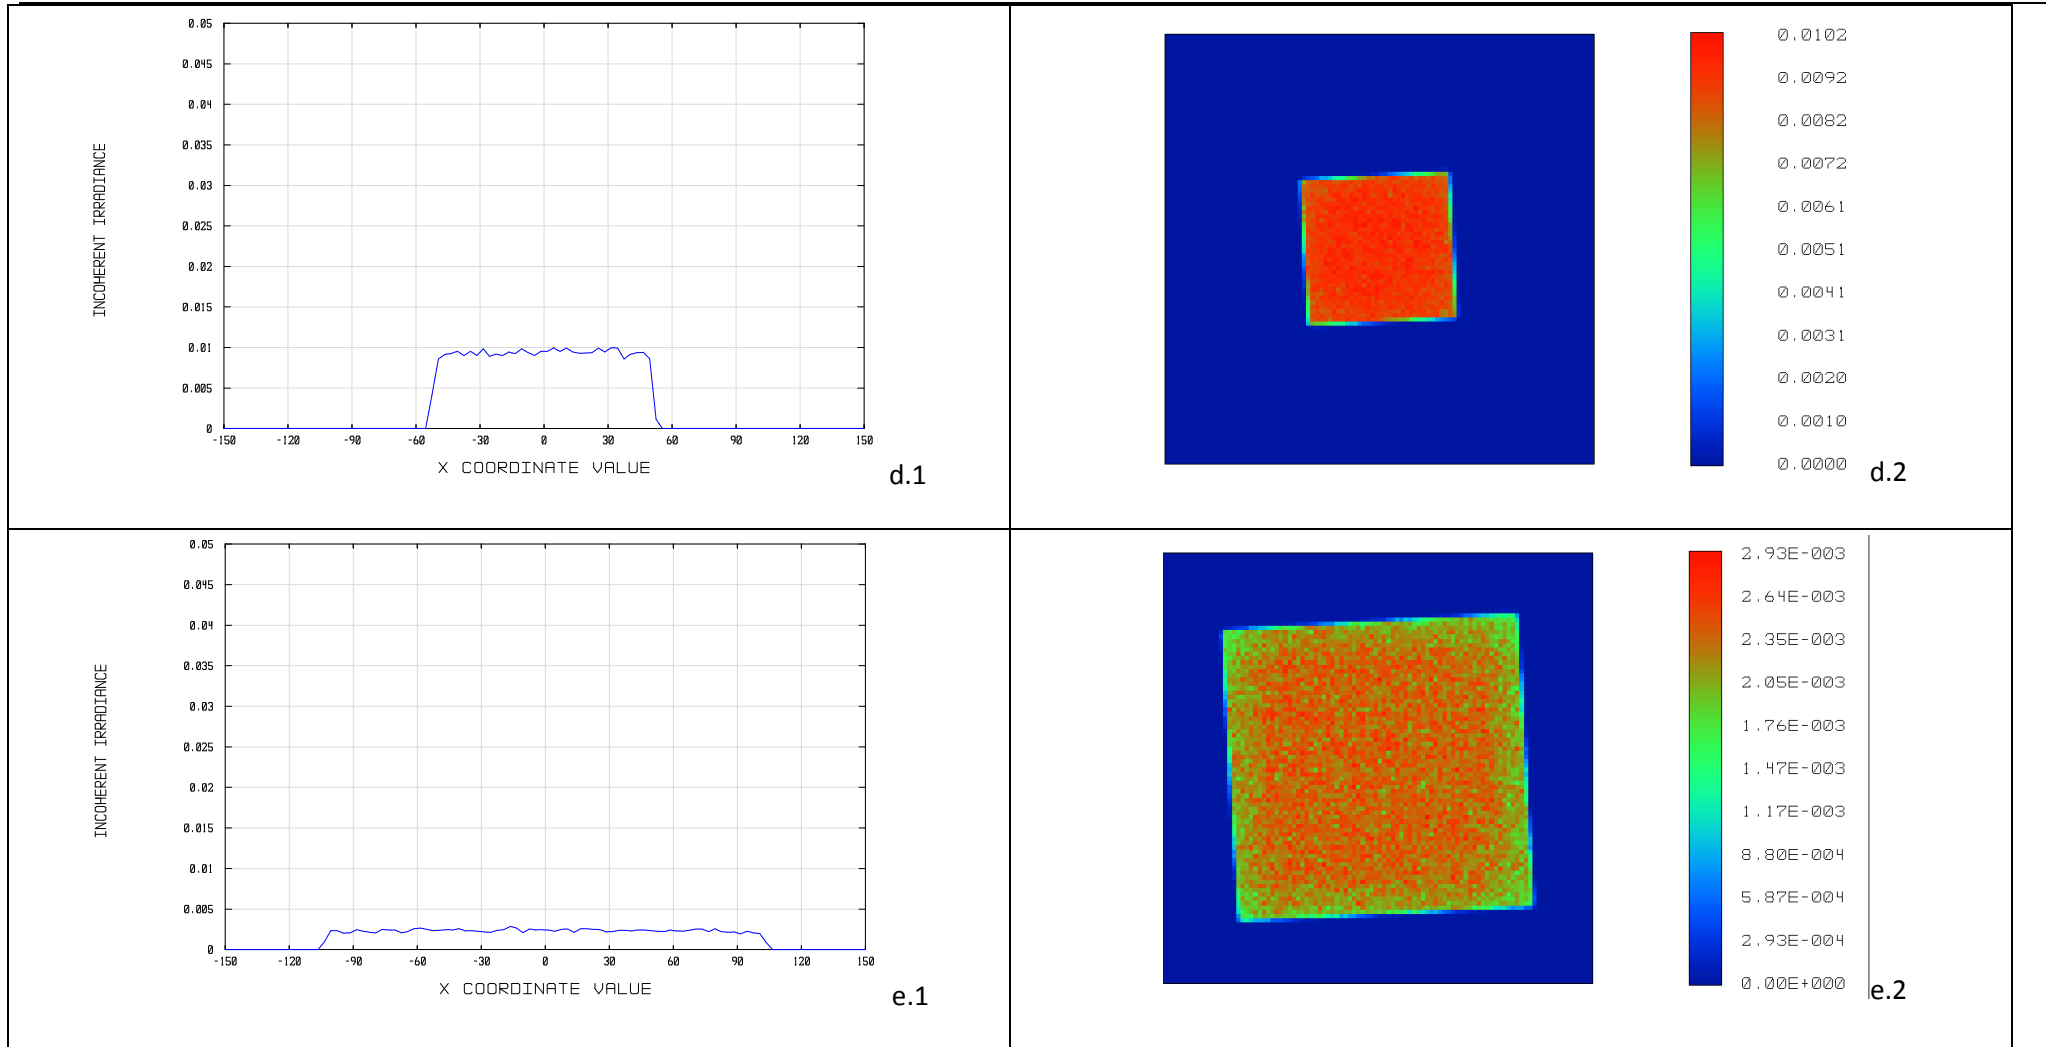 0.05
0.045
0.04
0.035
0.03
0.025
0.02
0.015
0.01
0.005
0
INCOHERENT IRRADIANCE
-150 -120 -90 -60 -30 0 30 60 90 120 150
X COORDINATE VALUE
d.1
0.0102
0.0092
0.0082
0.0072
0.0061
0.0051
0.0041
0.0031
0.0020
0.0010
0.0000
d.2
0.05
0.045
0.04
0.035
0.03
0.025
0.02
0.015
0.01
0.005
0
INCOHERENT IRRADIANCE
-150 -120 -90 -60 -30 0 30 60 90 120 150
X COORDINATE VALUE
e.1
2.93E-003
2.64E-003
2.35E-003
2.05E-003
1.76E-003
1.47E-003
1.17E-003
8.80E-004
5.87E-004
2.93E-004
0.00E+000
e.2